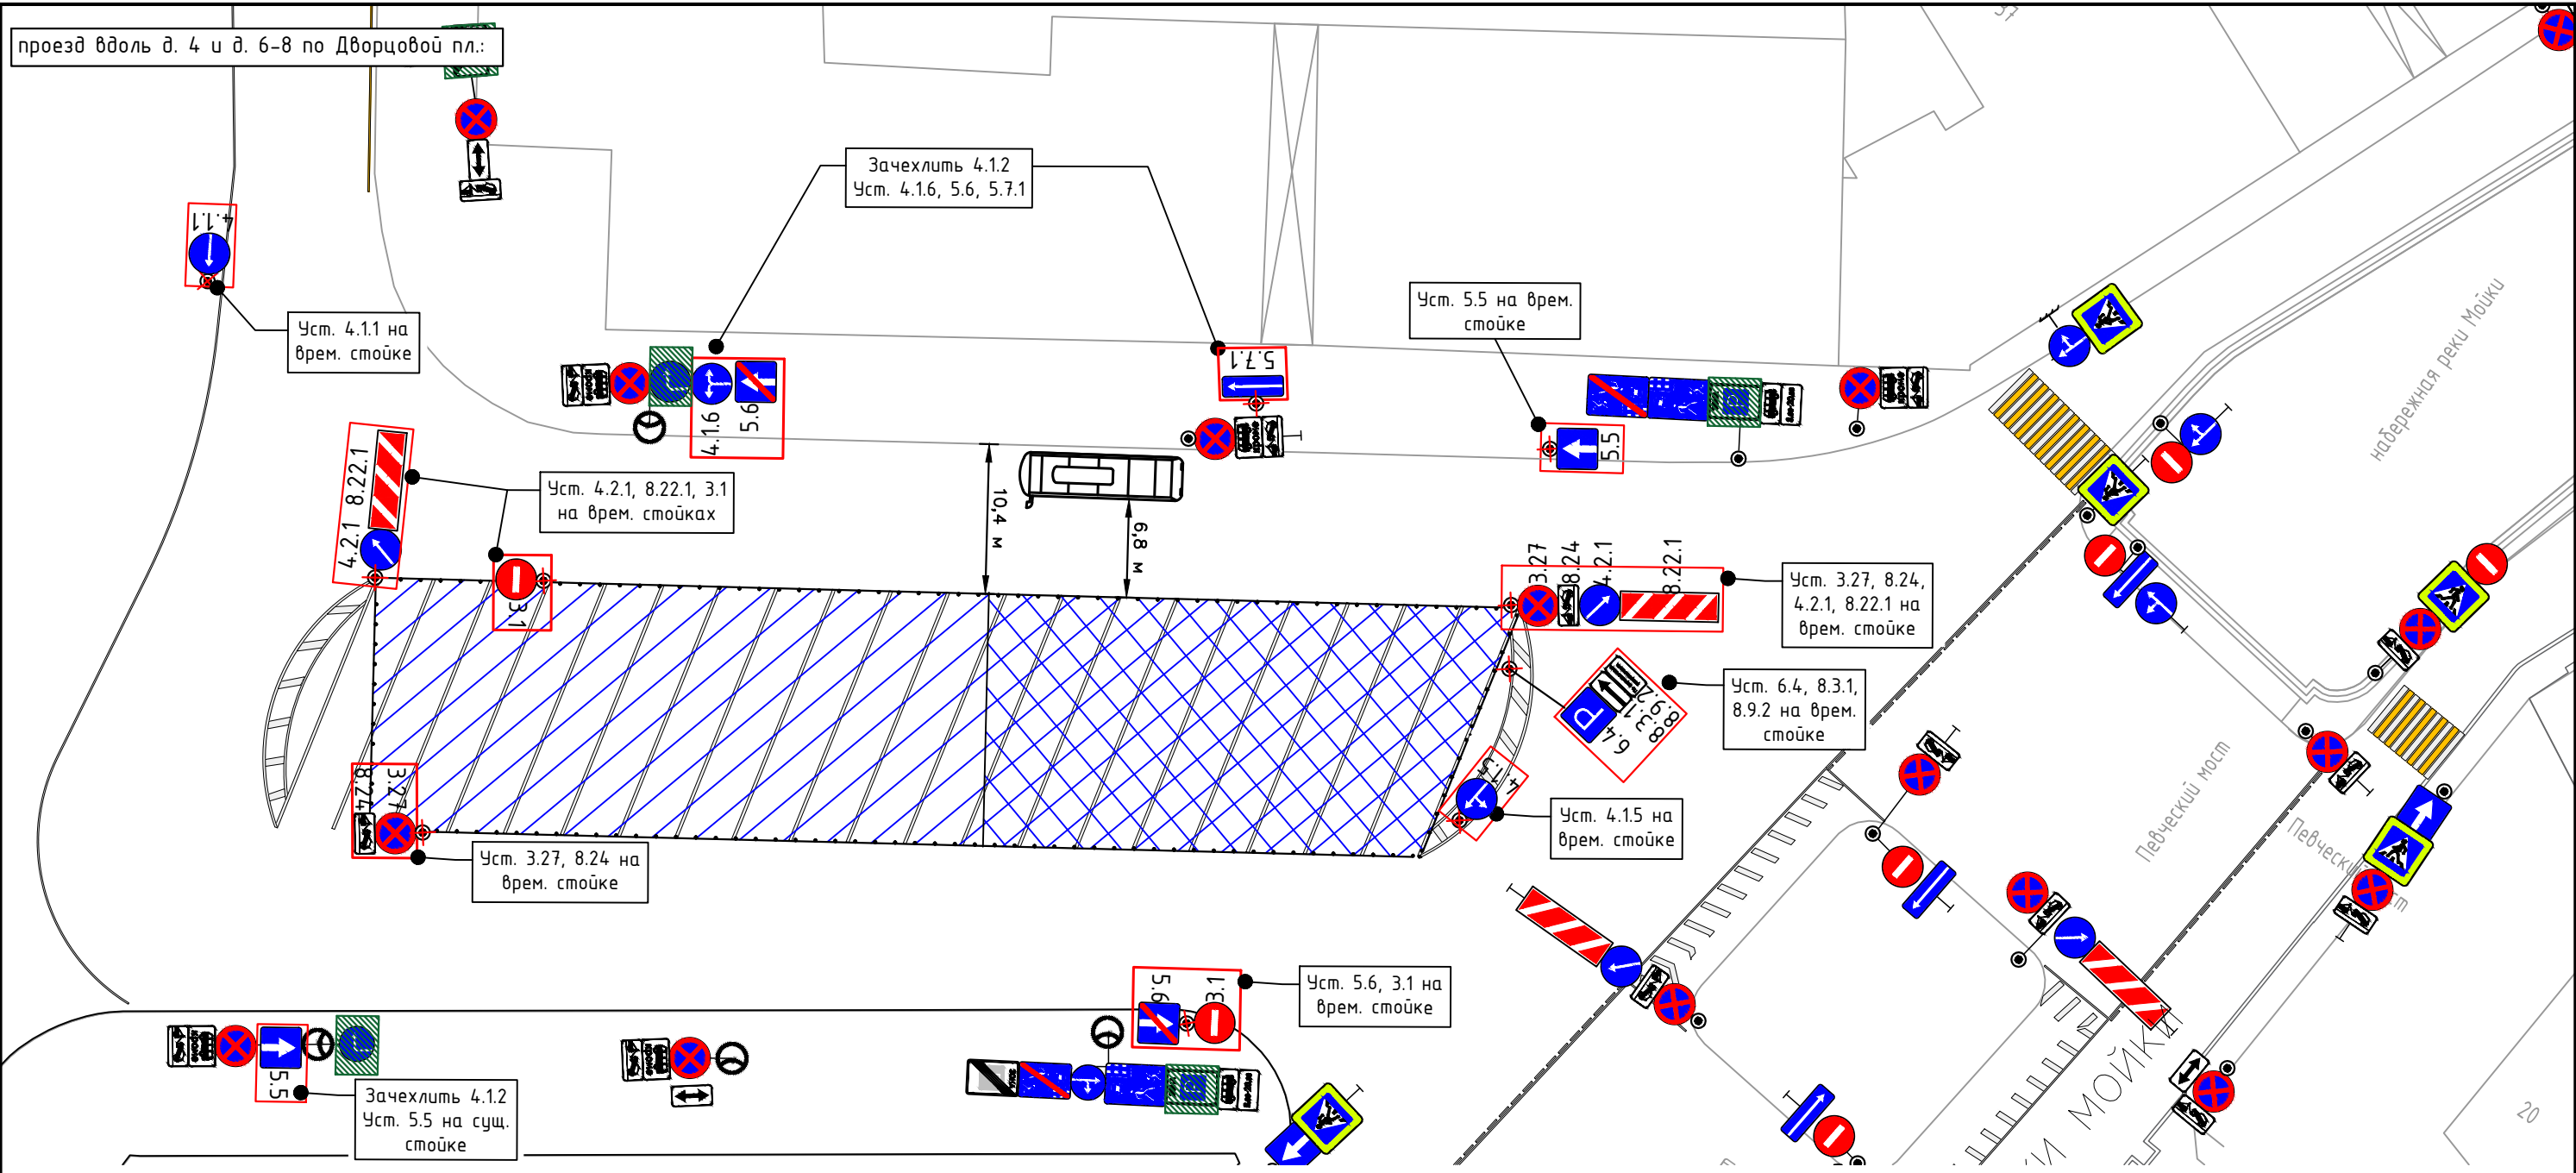 проезд вдоль д. 4 и д. 6-8 по Дворцовой пл.:
37
Зачехлить 4.1.2
Уст. 4.1.6, 5.6, 5.7.1
4.1.1
Уст. 4.1.1 на
врем. стойке
Уст. 5.5 на врем.
стойке
5.7.1
4.1.6
5.6
5.5
набережная реки Мойки
4.2.1 8.22.1
Уст. 4.2.1, 8.22.1, 3.1
на врем. стойках
10,4 м
6,8 м
3.1
3.27
8.24
4.2.1
8.22.1
Уст. 3.27, 8.24,
4.2.1, 8.22.1 на
врем. стойке
P
6.4
8.3.1
8.9.2
Уст. 6.4, 8.3.1,
8.9.2 на врем.
стойке
4.1.5
Уст. 4.1.5 на
врем. стойке
8.24
3.27
Уст. 3.27, 8.24 на
врем. стойке
Певческий мост
Певческий мост
5.6
3.1
Уст. 5.6, 3.1 на
врем. стойке
5.5
Зачехлить 4.1.2
Уст. 5.5 на сущ.
стойке
КИ МОЙКИ
20